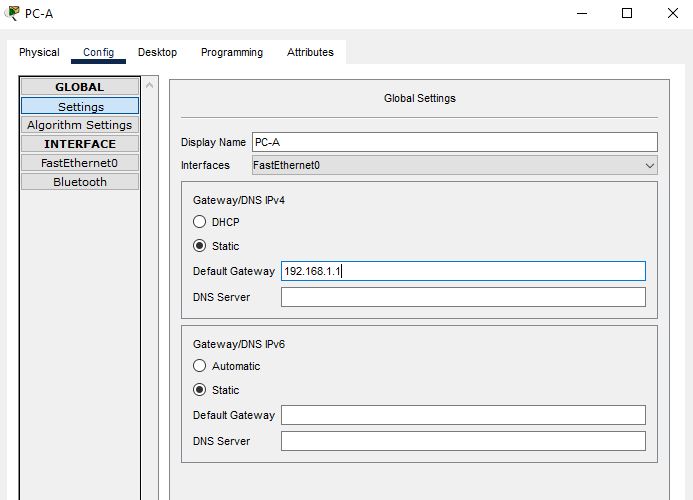 PC-A
Physical Config Desktop Programming Attributes
GLOBAL
Settings
Algorithm Settings
INTERFACE
FastEthernet0
Bluetooth
Global Settings
Display Name PC-A
Interfaces FastEthernet0
Gateway/DNS IPv4
DHCP
Static
Default Gateway 192.168.1.1
DNS Server
Gateway/DNS IPv6
Automatic
Static
Default Gateway
DNS Server